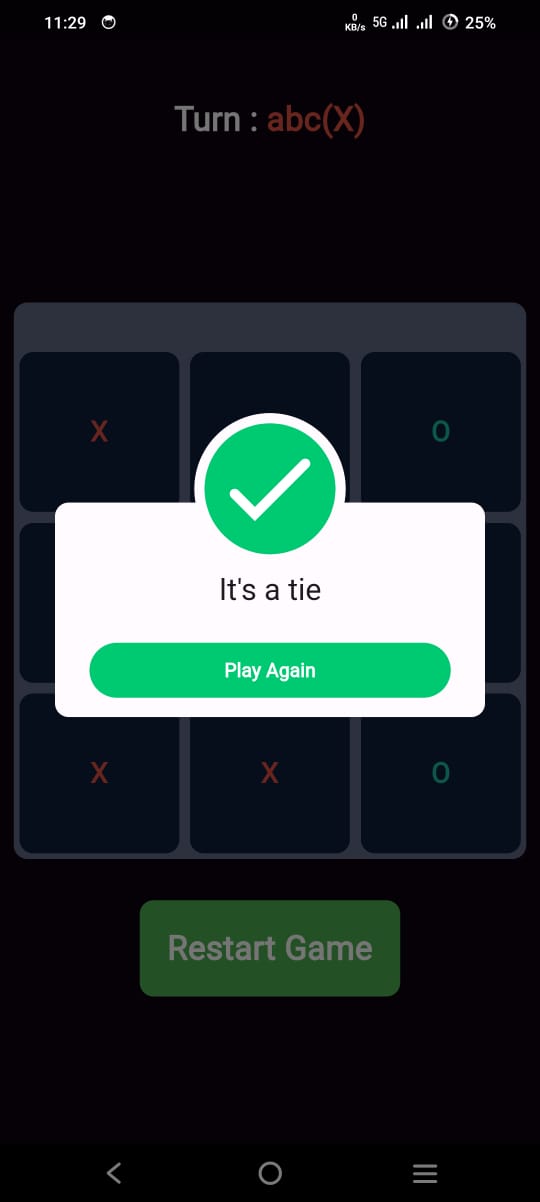 11:29 0 KB/s 5G 25%
Turn : abc(X)
X O
It's a tie
Play Again
X X O
Restart Game